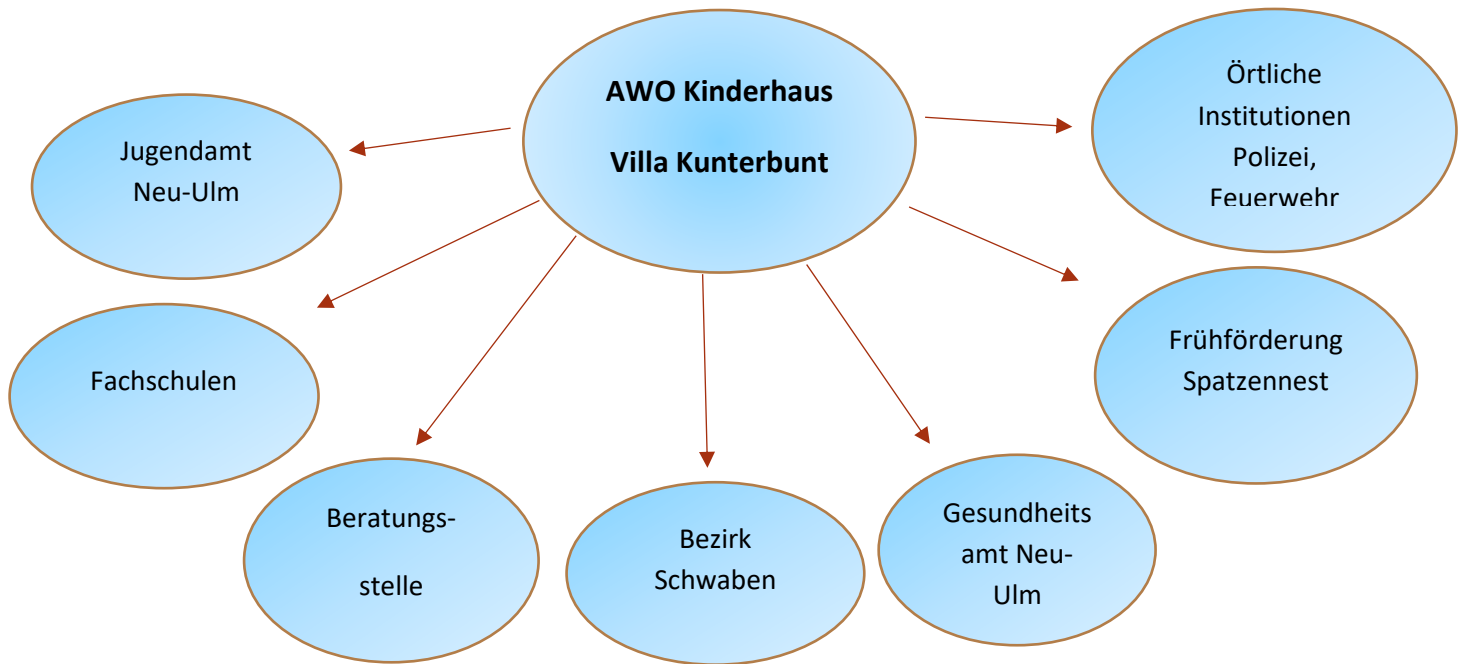 AWO Kinderhaus
Villa Kunterbunt
Örtliche
Institutionen
Polizei,
Feuerwehr
Jugendamt
Neu-Ulm
Frühförderung
Spatzennest
Fachschulen
Beratungs-
stelle
Bezirk
Schwaben
Gesundheits
amt Neu-
Ulm